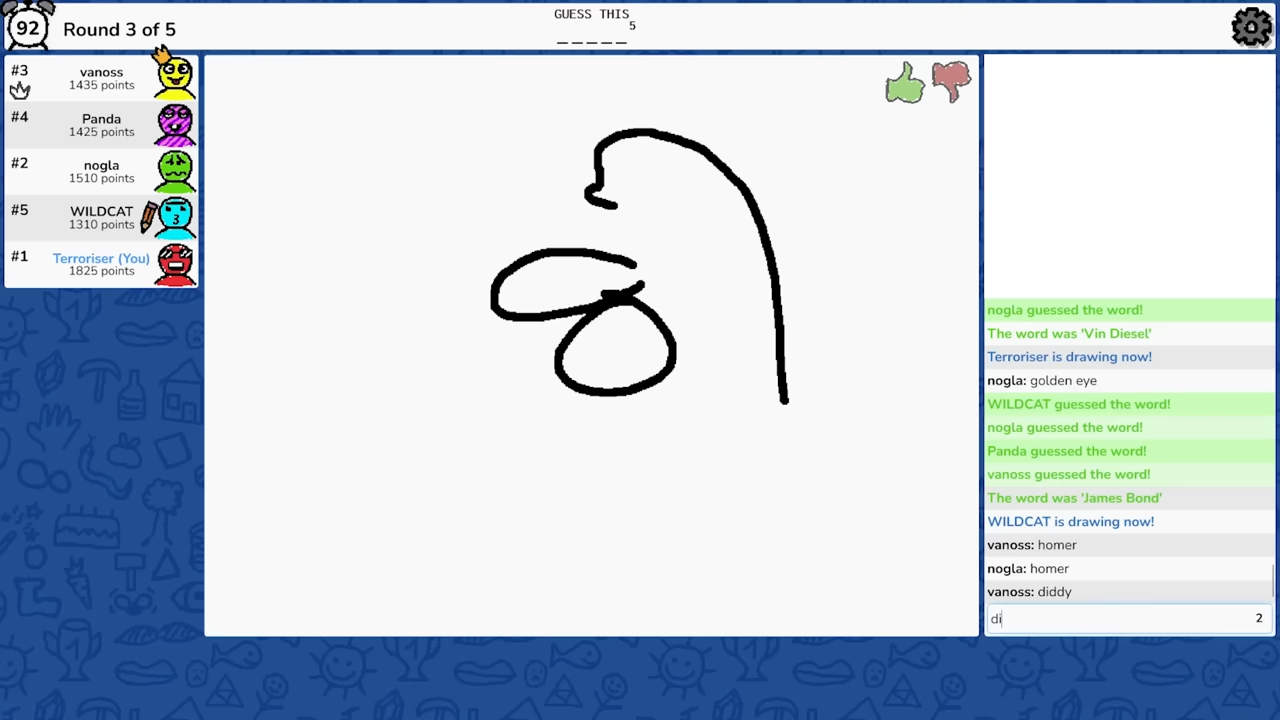 92
Round 3 of 5
GUESS THIS
5
_ _ _ _ _
#3
vanoss
1435 points
#4
Panda
1425 points
#2
nogla
1510 points
#5
WILDCAT
1310 points
#1
Terroriser (You)
1825 points
nogla guessed the word!
The word was 'Vin Diesel'
Terroriser is drawing now!
nogla: golden eye
WILDCAT guessed the word!
nogla guessed the word!
Panda guessed the word!
vanoss guessed the word!
The word was 'James Bond'
WILDCAT is drawing now!
vanoss: homer
nogla: homer
vanoss: diddy
di
2